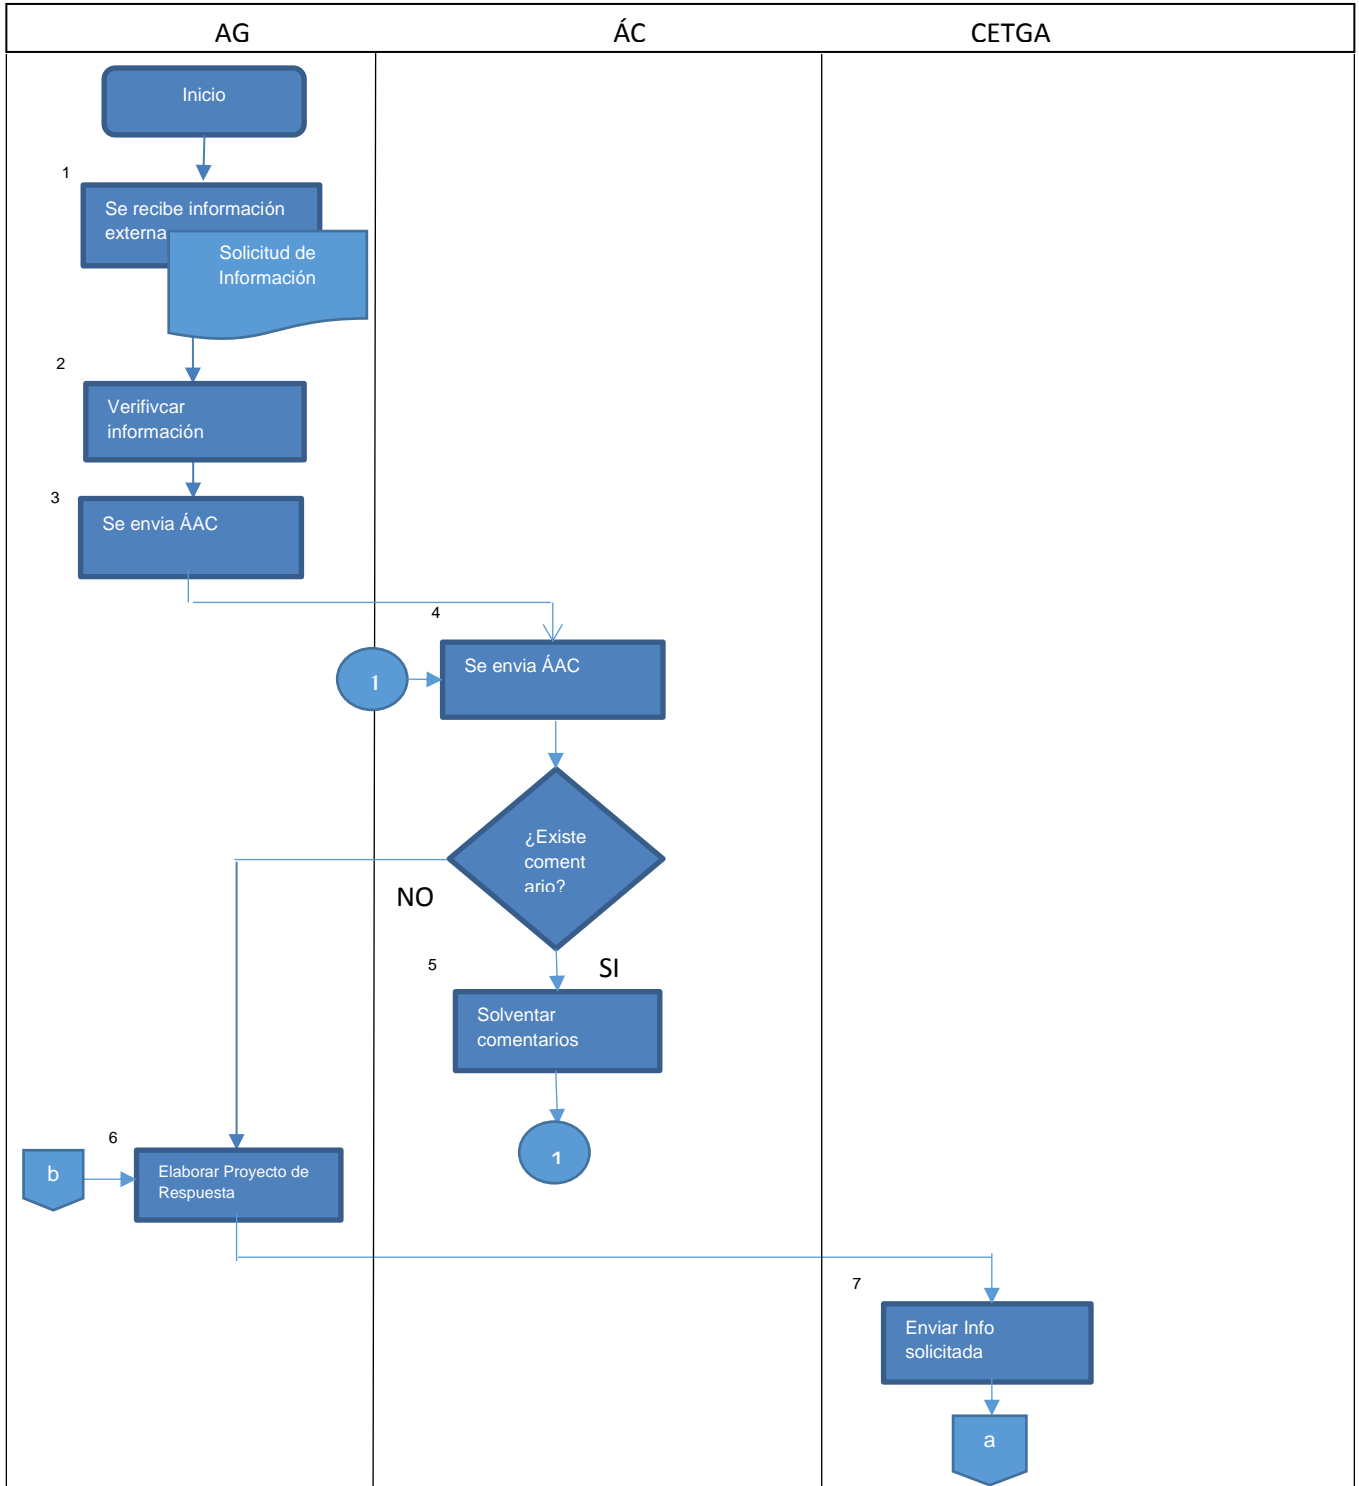 AG
ÁC
CETGA
Inicio
1
Se recibe información
externa
Solicitud de
Información
2
Verifivcar
información
3
Se envia ÁAC
4
1
Se envia ÁAC
¿Existe
coment
ario?
NO
SI
5
Solventar
comentarios
1
6
b
Elaborar Proyecto de
Respuesta
7
Enviar Info
solicitada
a